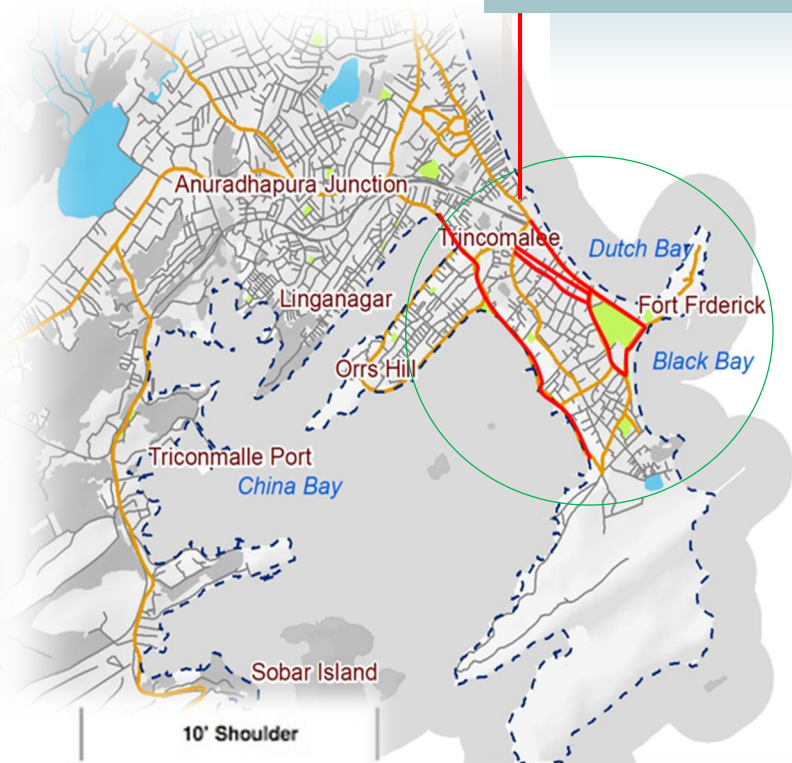 Anuradhapura Junction
Trincomalee
Dutch Bay
Linganagar
Fort Frderick
Orrs Hill
Black Bay
Triconmalle Port
China Bay
Sobar Island
10' Shoulder